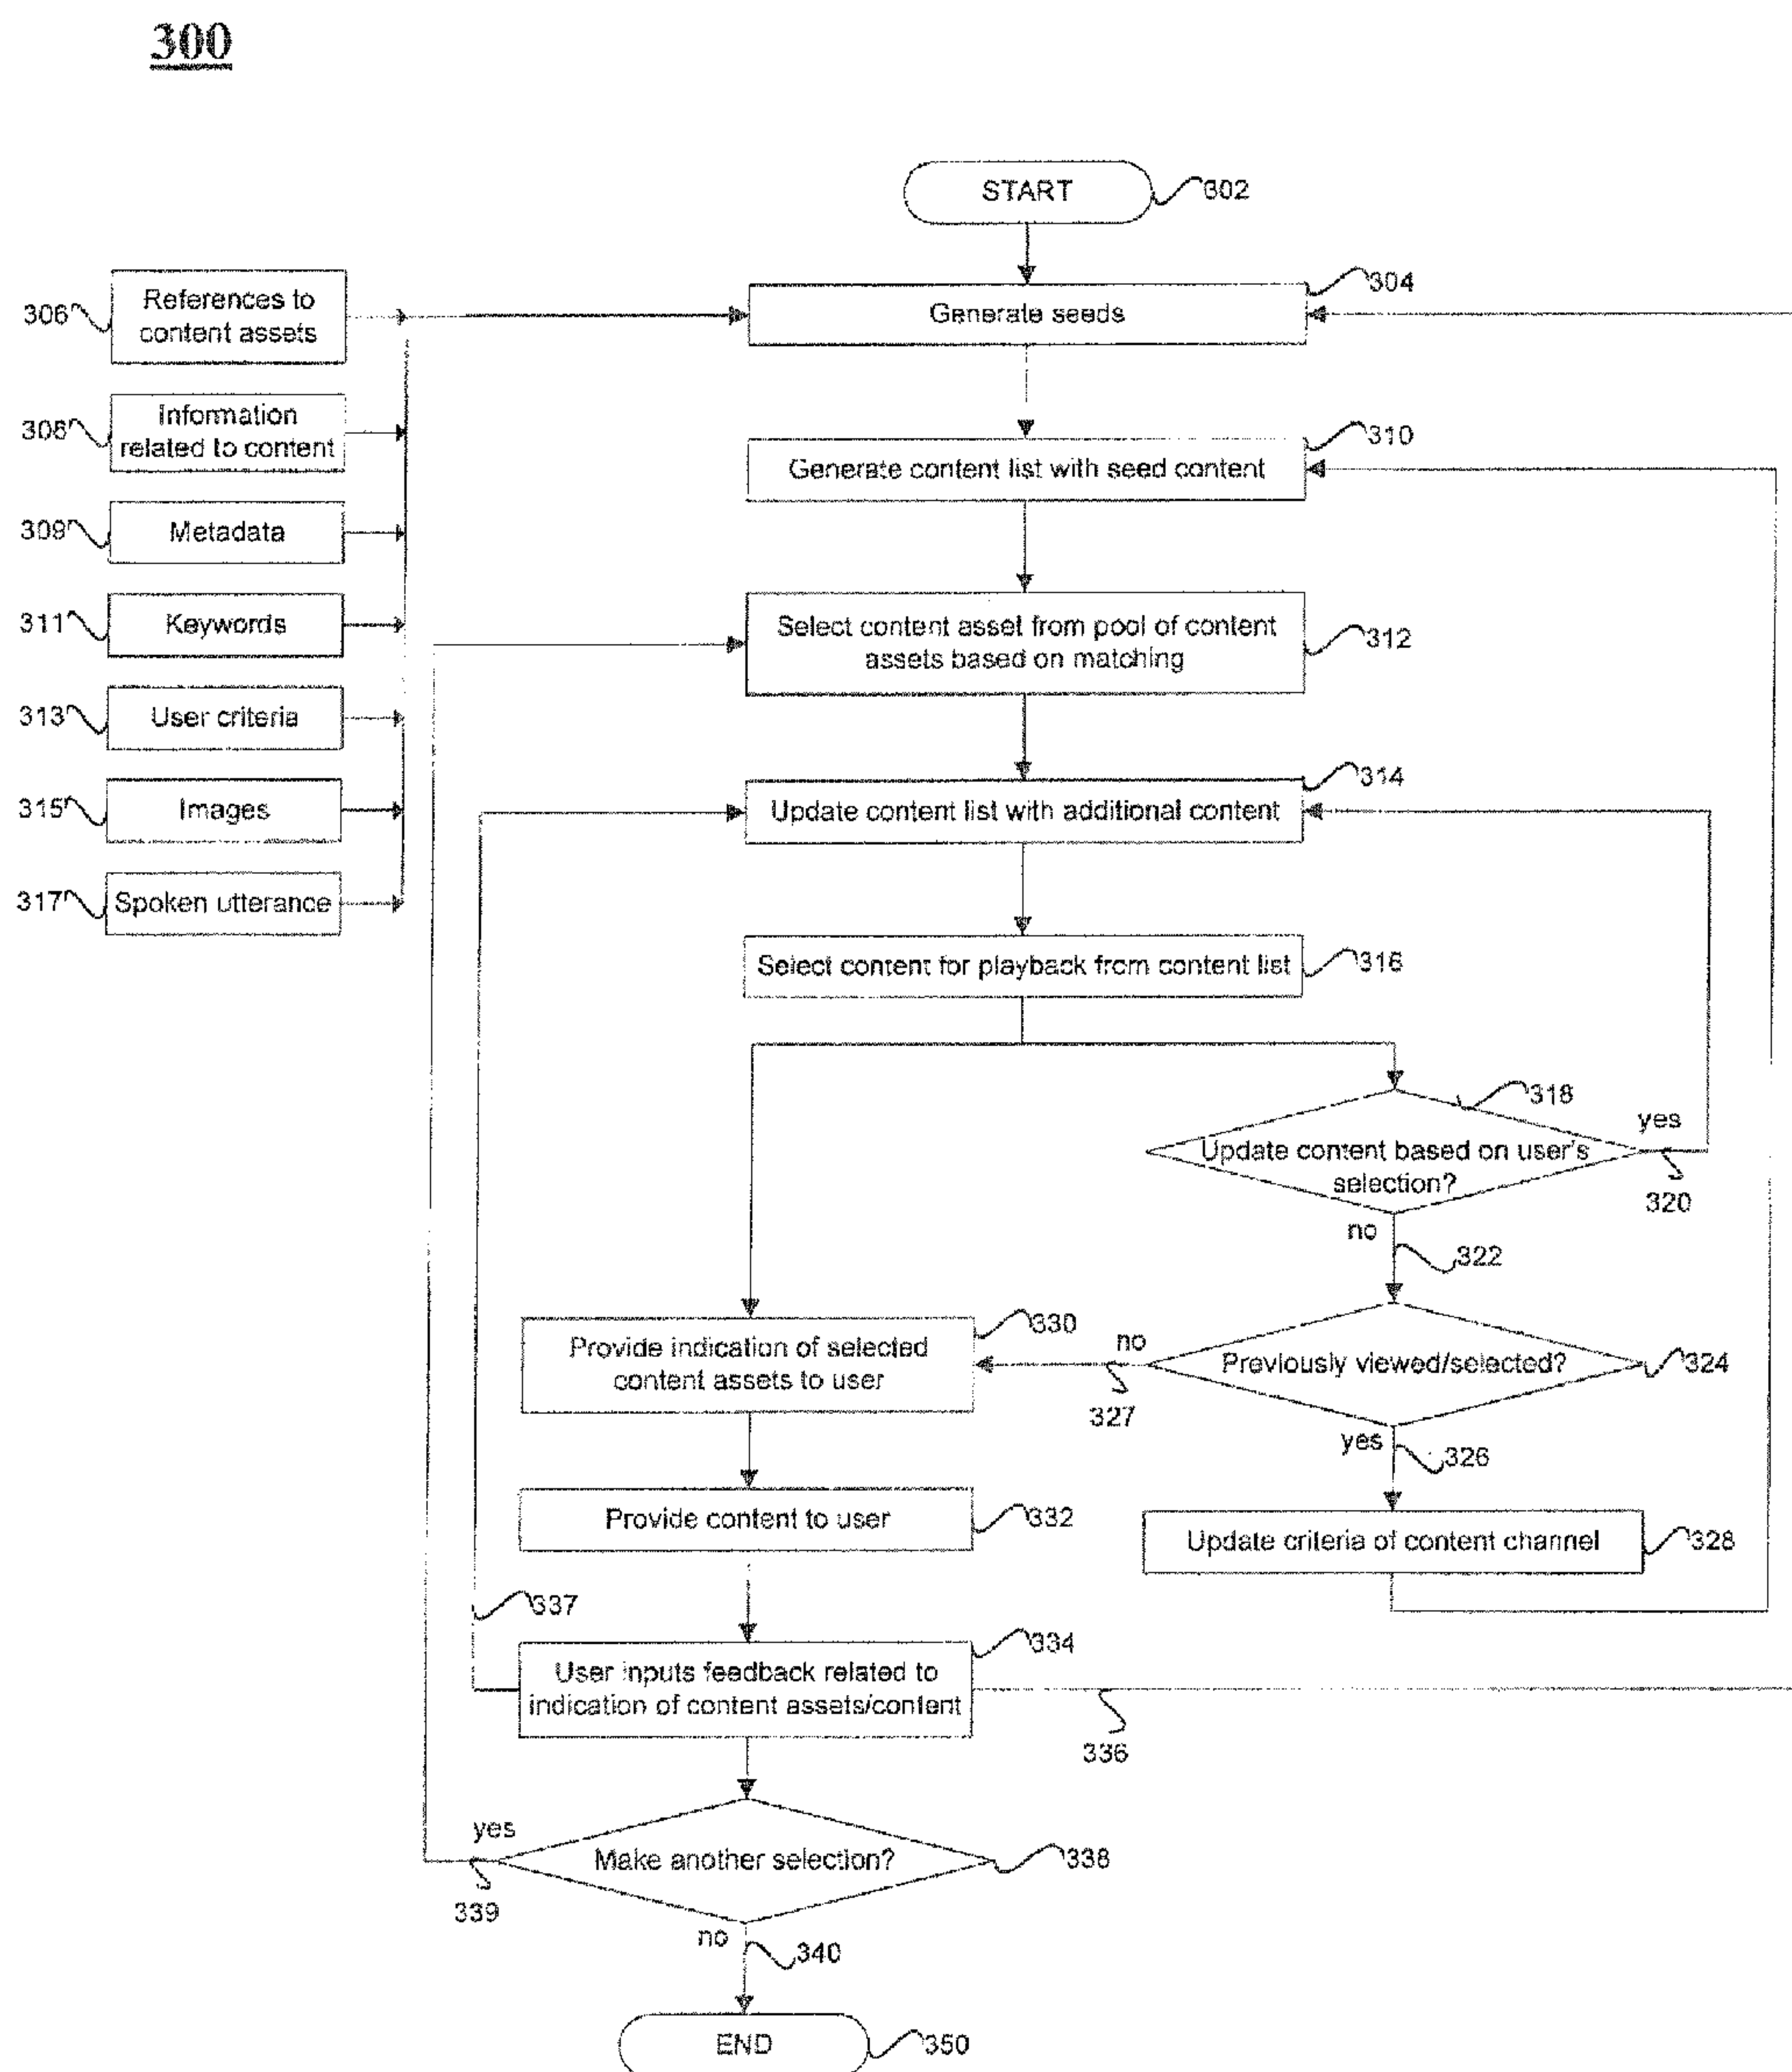 300
START
302
References to
content assets
306
Generate seeds
304
Information
related to content
308
Generate content list with seed content
310
Metadata
309
Keywords
311
Select content asset from pool of content
assets based on matching
312
User criteria
313
Images
315
Update content list with additional content
314
Spoken utterance
317
Select content for playback from content list
316
318
Update content based on user's
selection?
yes
320
no
322
Provide indication of selected
content assets to user
330
no
327
Previously viewed/selected?
324
yes
326
Provide content to user
332
Update criteria of content channel
328
337
User inputs feedback related to
indication of content assets/content
334
336
yes
339
Make another selection?
338
no
340
END
350